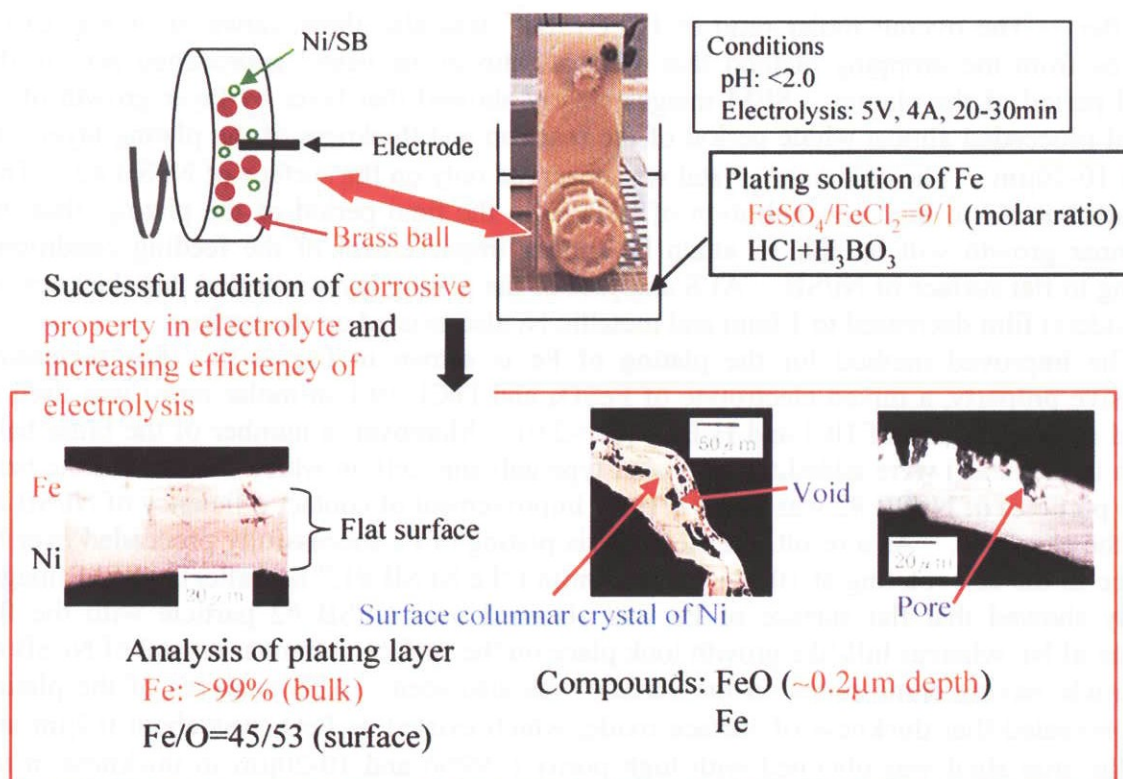 Ni/SB
Electrode
Brass ball
Conditions
pH: <2.0
Electrolysis: 5V, 4A, 20-30min
Plating solution of Fe
FeSO₄/FeCl₂=9/1 (molar ratio)
HCl+H₃BO₃
Successful addition of corrosive
property in electrolyte and
increasing efficiency of
electrolysis
Fe
Ni
Flat surface
20μm
50μm
Void
Surface columnar crystal of Ni
Pore
20μm
Analysis of plating layer
Fe: >99% (bulk)
Fe/O=45/53 (surface)
Compounds: FeO (~0.2μm depth)
Fe